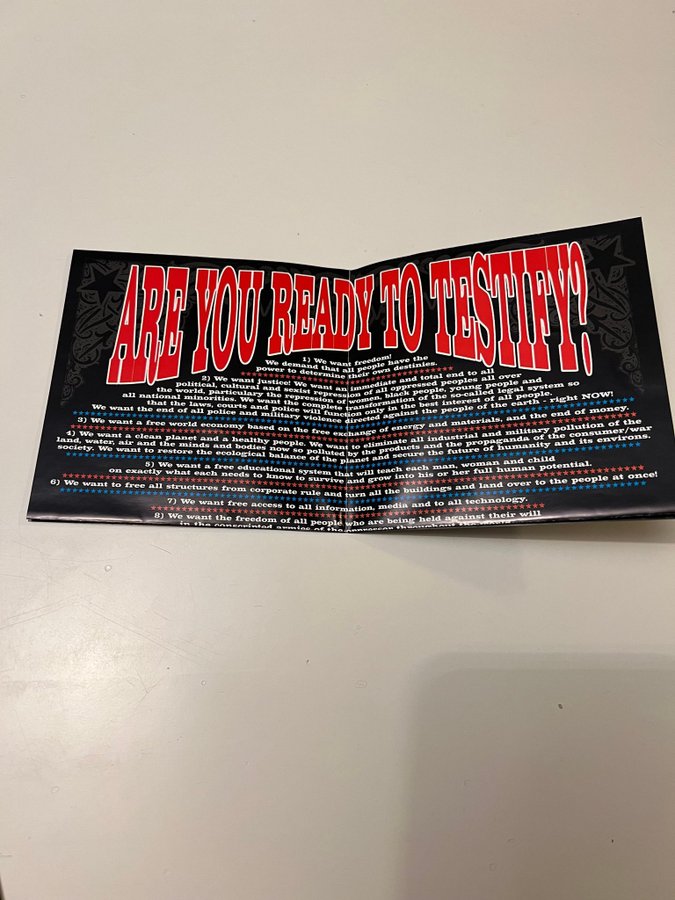 ARE YOU READY TO TESTIFY?
1) We want freedom!
We demand that all people have the
power to determine their own destinies.
2) We want justice! We want an immediate and total end to all
political, cultural and sexist repression of all oppressed peoples all over
the world, particulary the repression of women, black people, young people and
all national minorities. We want the complete transformation of the so-called legal system so
that the laws, courts and police will function only in the best interest of all people.
We want the end of all police and military violence directed against the people of the earth - right NOW!
3) We want a free world economy based on the free exchange of energy and materials, and the end of money.
4) We want a clean planet and a healthy people. We want to eliminate all industrial and military pollution of the
land, water, air and the minds and bodies now so polluted by the products and the propaganda of the consumer/war
society. We want to restore the ecological balance of the planet and secure the future of humanity and its environs.
5) We want a free educational system that will teach each man, woman and child
on exactly what each needs to know to survive and grow into his or her full human potential.
6) We want to free all structures from corporate rule and turn all the buildings and land over to the people at once!
7) We want free access to all information, media and to all technology.
8) We want the freedom of all people who are being held against their will
in the conscripted armies of the oppressor throughout the